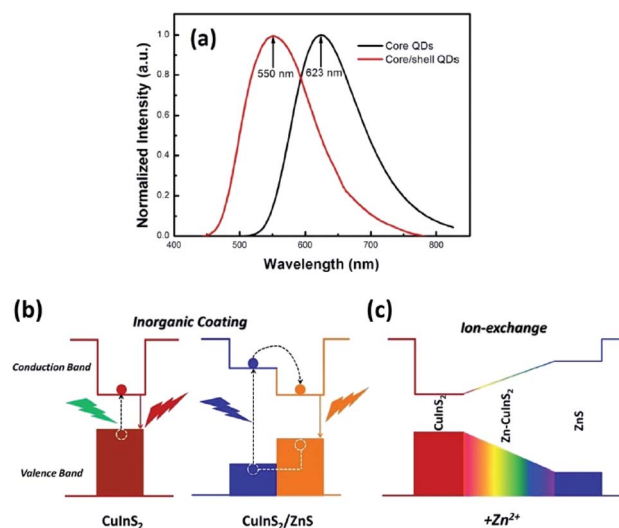 (a)
Core QDs
Core/shell QDs
550 nm
623 nm
Normalized Intensity (a.u.)
1.0
0.8
0.6
0.4
0.2
0.0
400 500 600 700 800
Wavelength (nm)
(b)
Inorganic Coating
Conduction Band
Valence Band
CuInS₂
CuInS₂/ZnS
(c)
Ion-exchange
CuInS₂
Zn-CuInS₂
ZnS
+Zn²⁺